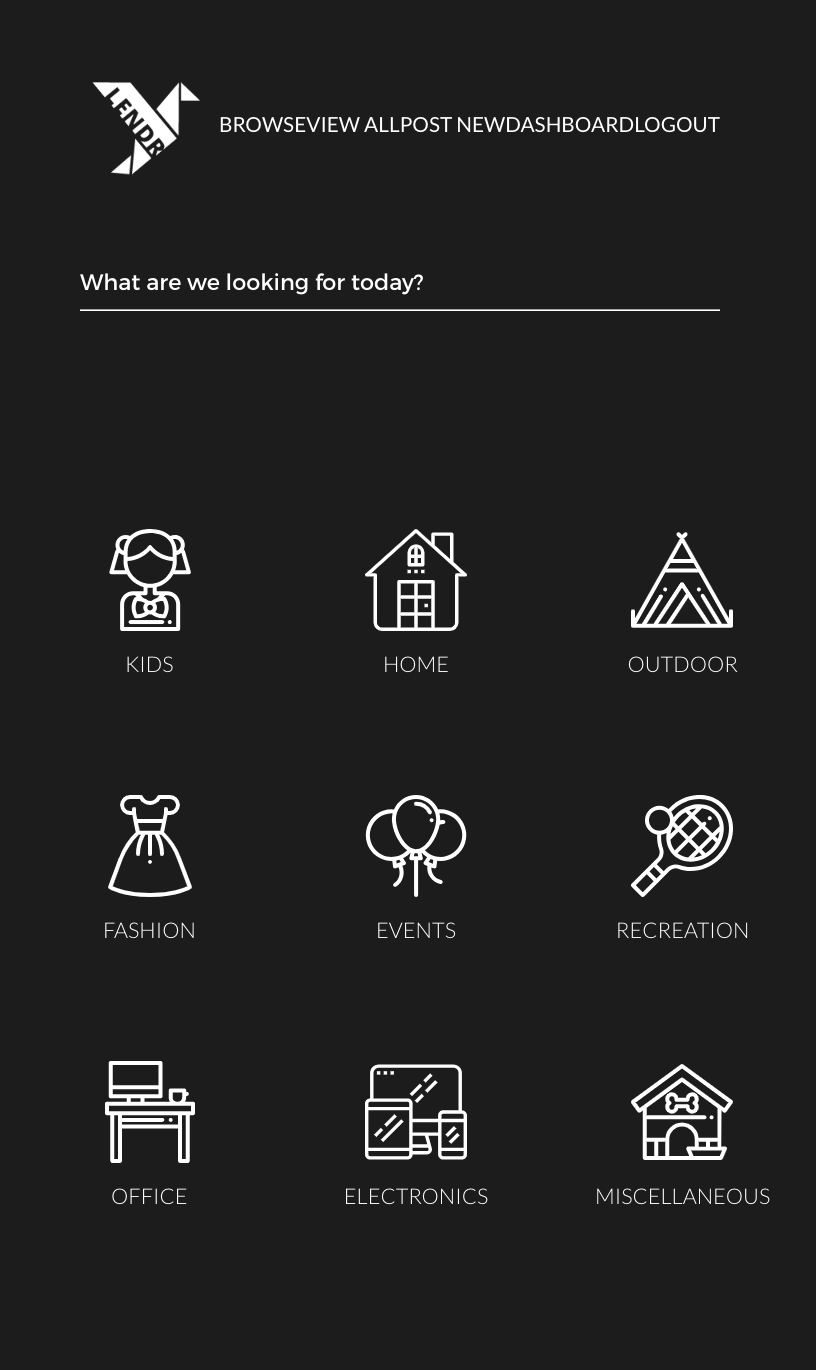 LENDR
BROWSEVIEW ALLPOST NEWDASHBOARDLOGOUT
What are we looking for today?
KIDS
HOME
OUTDOOR
FASHION
EVENTS
RECREATION
OFFICE
ELECTRONICS
MISCELLANEOUS